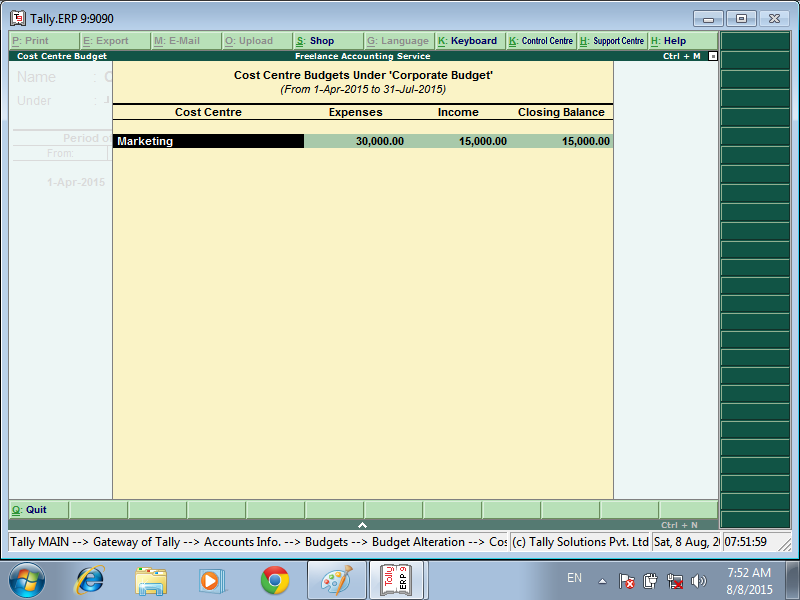 Tally.ERP 9:9090
P: Print E: Export M: E-Mail O: Upload S: Shop G: Language K: Keyboard K: Control Centre H: Support Centre H: Help
Cost Centre Budget Freelance Accounting Service Ctrl + M
Name : C
Under : J
Period of
From:
1-Apr-2015
Cost Centre Budgets Under 'Corporate Budget'
(From 1-Apr-2015 to 31-Jul-2015)
Cost Centre Expenses Income Closing Balance
Marketing 30,000.00 15,000.00 15,000.00
Q: Quit
Ctrl + N
Tally MAIN --> Gateway of Tally --> Accounts Info. --> Budgets --> Budget Alteration --> Cos (c) Tally Solutions Pvt. Ltd Sat, 8 Aug, 2 07:51:59
Tally ERP 9
EN
7:52 AM
8/8/2015